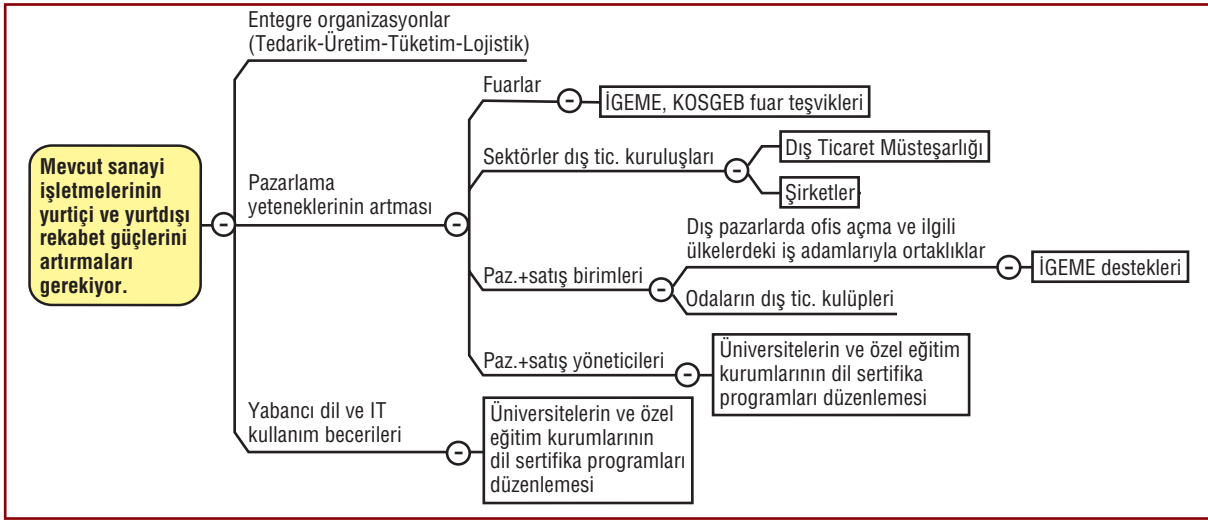 Mevcut sanayi
işletmelerinin
yurtiçi ve yurtdışı
rekabet güçlerini
artırmaları
gerekiyor.
Entegre organizasyonlar
(Tedarik-Üretim-Tüketim-Lojistik)
Pazarlama
yeteneklerinin artması
Fuarlar
İGEME, KOSGEB fuar teşvikleri
Sektörler dış tic. kuruluşları
Dış Ticaret Müsteşarlığı
Şirketler
Paz.+satış birimleri
Dış pazarlarda ofis açma ve ilgili
ülkelerdeki iş adamlarıyla ortaklıklar
İGEME destekleri
Odaların dış tic. kulüpleri
Paz.+satış yöneticileri
Üniversitelerin ve özel eğitim
kurumlarının dil sertifika
programları düzenlemesi
Yabancı dil ve IT
kullanım becerileri
Üniversitelerin ve özel
eğitim kurumlarının
dil sertifika programları
düzenlemesi